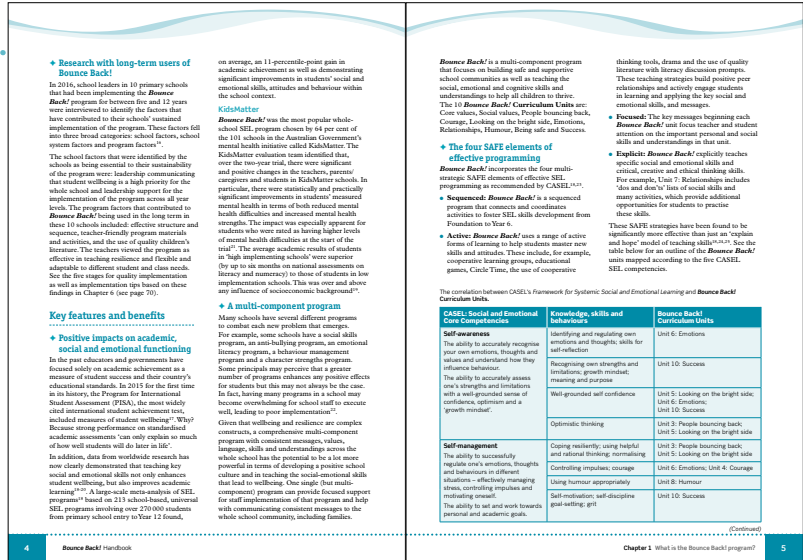 ✦ Research with long-term users of
Bounce Back!
In 2016, school leaders in 10 primary schools
that had been implementing the Bounce
Back! program for between five and 12 years
were interviewed to identify the factors that
have contributed to their schools' sustained
implementation of the program. These factors fell
into three broad categories: school factors, school
system factors and program factors¹⁶.
The school factors that were identified by the
schools as being essential to their sustainability
of the program were: leadership communicating
that student wellbeing is a high priority for the
whole school and leadership support for the
implementation of the program across all year
levels. The program factors that contributed to
Bounce Back! being used in the long term in
these 10 schools included: effective structure and
sequence, teacher-friendly program materials
and activities, and the use of quality children's
literature. The teachers viewed the program as
effective in teaching resilience and flexible and
adaptable to different student and class needs.
See the five stages for quality implementation
as well as implementation tips based on these
findings in Chapter 6 (see page 70).
Key features and benefits
✦ Positive impacts on academic,
social and emotional functioning
In the past educators and governments have
focused solely on academic achievement as a
measure of student success and their country's
educational standards. In 2015 for the first time
in its history, the Program for International
Student Assessment (PISA), the most widely
cited international student achievement test,
included measures of student wellbeing¹⁷. Why?
Because strong performance on standardised
academic assessments 'can only explain so much
of how well students will do later in life'.
In addition, data from worldwide research has
now clearly demonstrated that teaching key
social and emotional skills not only enhances
student wellbeing, but also improves academic
learning¹⁸⁻²⁰. A large-scale meta-analysis of SEL
programs¹⁸ based on 213 school-based, universal
SEL programs involving over 270 000 students
from primary school entry to Year 12 found,
on average, an 11-percentile-point gain in
academic achievement as well as demonstrating
significant improvements in students' social and
emotional skills, attitudes and behaviour within
the school context.
KidsMatter
Bounce Back! was the most popular whole-
school SEL program chosen by 64 per cent of
the 101 schools in the Australian Government's
mental health initiative called KidsMatter. The
KidsMatter evaluation team identified that,
over the two-year trial, there were significant
and positive changes in the teachers, parents/
caregivers and students in KidsMatter schools. In
particular, there were statistically and practically
significant improvements in students' measured
mental health in terms of both reduced mental
health difficulties and increased mental health
strengths. The impact was especially apparent for
students who were rated as having higher levels
of mental health difficulties at the start of the
trial²¹. The average academic results of students
in 'high implementing schools' were superior
(by up to six months on national assessments on
literacy and numeracy) to those of students in low
implementation schools. This was over and above
any influence of socioeconomic background¹⁹.
✦ A multi-component program
Many schools have several different programs
to combat each new problem that emerges.
For example, some schools have a social skills
program, an anti-bullying program, an emotional
literacy program, a behaviour management
program and a character strengths program.
Some principals may perceive that a greater
number of programs enhances any positive effects
for students but this may not always be the case.
In fact, having many programs in a school may
become overwhelming for school staff to execute
well, leading to poor implementation²².
Given that wellbeing and resilience are complex
constructs, a comprehensive multi-component
program with consistent messages, values,
language, skills and understandings across the
whole school has the potential to be a lot more
powerful in terms of developing a positive school
culture and in teaching the social-emotional skills
that lead to wellbeing. One single (but multi-
component) program can provide focused support
for staff implementation of that program and help
with communicating consistent messages to the
whole school community, including families.
4 Bounce Back! Handbook
Bounce Back! is a multi-component program
that focuses on building safe and supportive
school communities as well as teaching the
social, emotional and cognitive skills and
understandings to help all children to thrive.
The 10 Bounce Back! Curriculum Units are:
Core values, Social values, People bouncing back,
Courage, Looking on the bright side, Emotions,
Relationships, Humour, Being safe and Success.
✦ The four SAFE elements of
effective programming
Bounce Back! incorporates the four multi-
strategic SAFE elements of effective SEL
programming as recommended by CASEL
• Sequenced: Bounce Back! is a sequenced
program that connects and coordinates
activities to foster SEL skills development from
Foundation to Year 6.
• Active: Bounce Back! uses a range of active
forms of learning to help students master new
skills and attitudes. These include, for example,
cooperative learning groups, educational
games, Circle Time, the use of cooperative
thinking tools, drama and the use of quality
literature with literacy discussion prompts.
These teaching strategies build positive peer
relationships and actively engage students
in learning and applying the key social and
emotional skills, and messages.
• Focused: The key messages beginning each
Bounce Back! unit focus teacher and student
attention on the important personal and social
skills and understandings in that unit.
• Explicit: Bounce Back! explicitly teaches
specific social and emotional skills and
critical, creative and ethical thinking skills.
For example, Unit 7: Relationships includes
'dos and don'ts' lists of social skills and
many activities, which provide additional
opportunities for students to practise
these skills.
These SAFE strategies have been found to be
significantly more effective than just an 'explain
and hope' model of teaching skills. See the
table below for an outline of the Bounce Back!
units mapped according to the five CASEL
SEL competencies.
The correlation between CASEL's Framework for Systemic Social and Emotional Learning and Bounce Back!
Curriculum Units.
CASEL: Social and Emotional
Core Competencies
Knowledge, skills and
behaviours
Bounce Back!
Curriculum Units
Self-awareness
The ability to accurately recognise
your own emotions, thoughts and
values and understand how they
influence behaviour.
The ability to accurately assess
one's strengths and limitations
with a well-grounded sense of
confidence, optimism and a
'growth mindset'.
Identifying and regulating own
emotions and thoughts; skills for
self-reflection
Unit 6: Emotions
Recognising own strengths and
limitations; growth mindset;
meaning and purpose
Unit 10: Success
Well-grounded self confidence
Unit 5: Looking on the bright side;
Unit 6: Emotions;
Unit 10: Success
Optimistic thinking
Unit 3: People bouncing back;
Unit 5: Looking on the bright side
Self-management
The ability to successfully
regulate one's emotions, thoughts
and behaviours in different
situations – effectively managing
stress, controlling impulses and
motivating oneself.
The ability to set and work towards
personal and academic goals.
Coping resiliently; using helpful
and rational thinking; normalising
Unit 3: People bouncing back;
Unit 5: Looking on the bright side
Controlling impulses; courage
Unit 6: Emotions; Unit 4: Courage
Using humour appropriately
Unit 8: Humour
Self-motivation; self-discipline
goal-setting; grit
Unit 10: Success
(Continued)
Chapter 1 What is the Bounce Back! program? 5